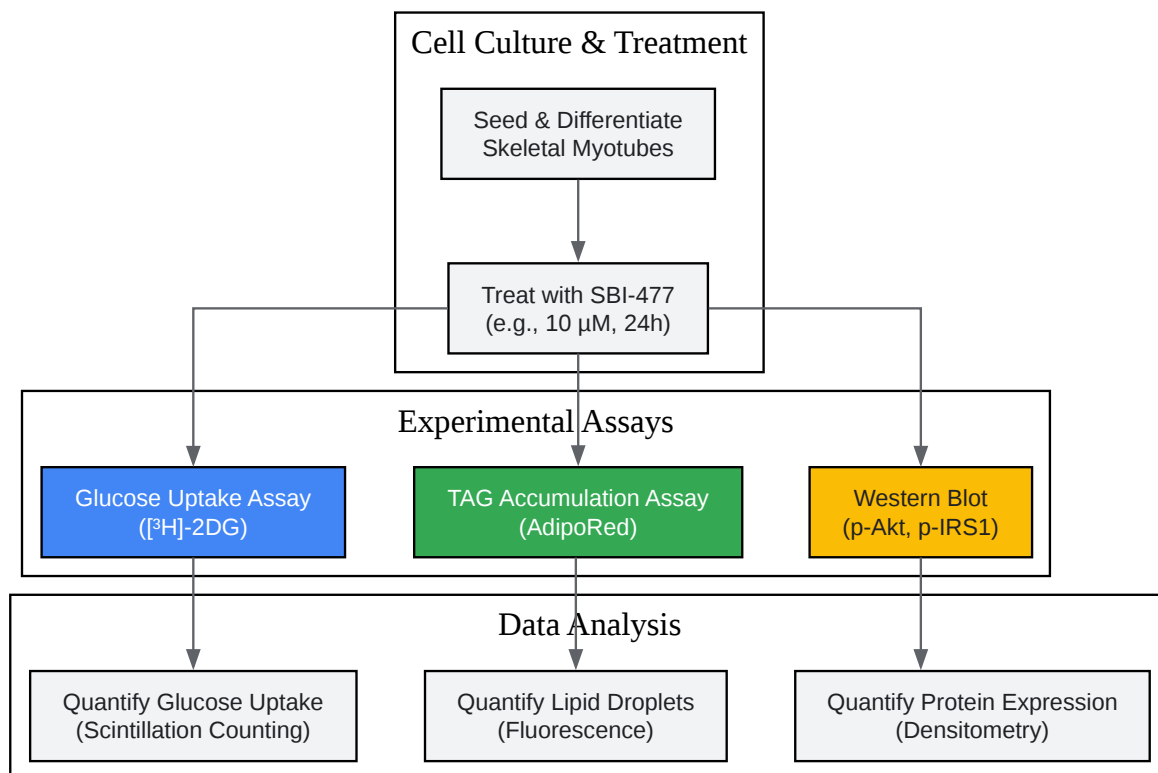 Cell Culture & Treatment
Seed & Differentiate
Skeletal Myotubes
Treat with SBI-477
(e.g., 10 µM, 24h)
Experimental Assays
Glucose Uptake Assay
([³H]-2DG)
TAG Accumulation Assay
(AdipoRed)
Western Blot
(p-Akt, p-IRS1)
Data Analysis
Quantify Glucose Uptake
(Scintillation Counting)
Quantify Lipid Droplets
(Fluorescence)
Quantify Protein Expression
(Densitometry)